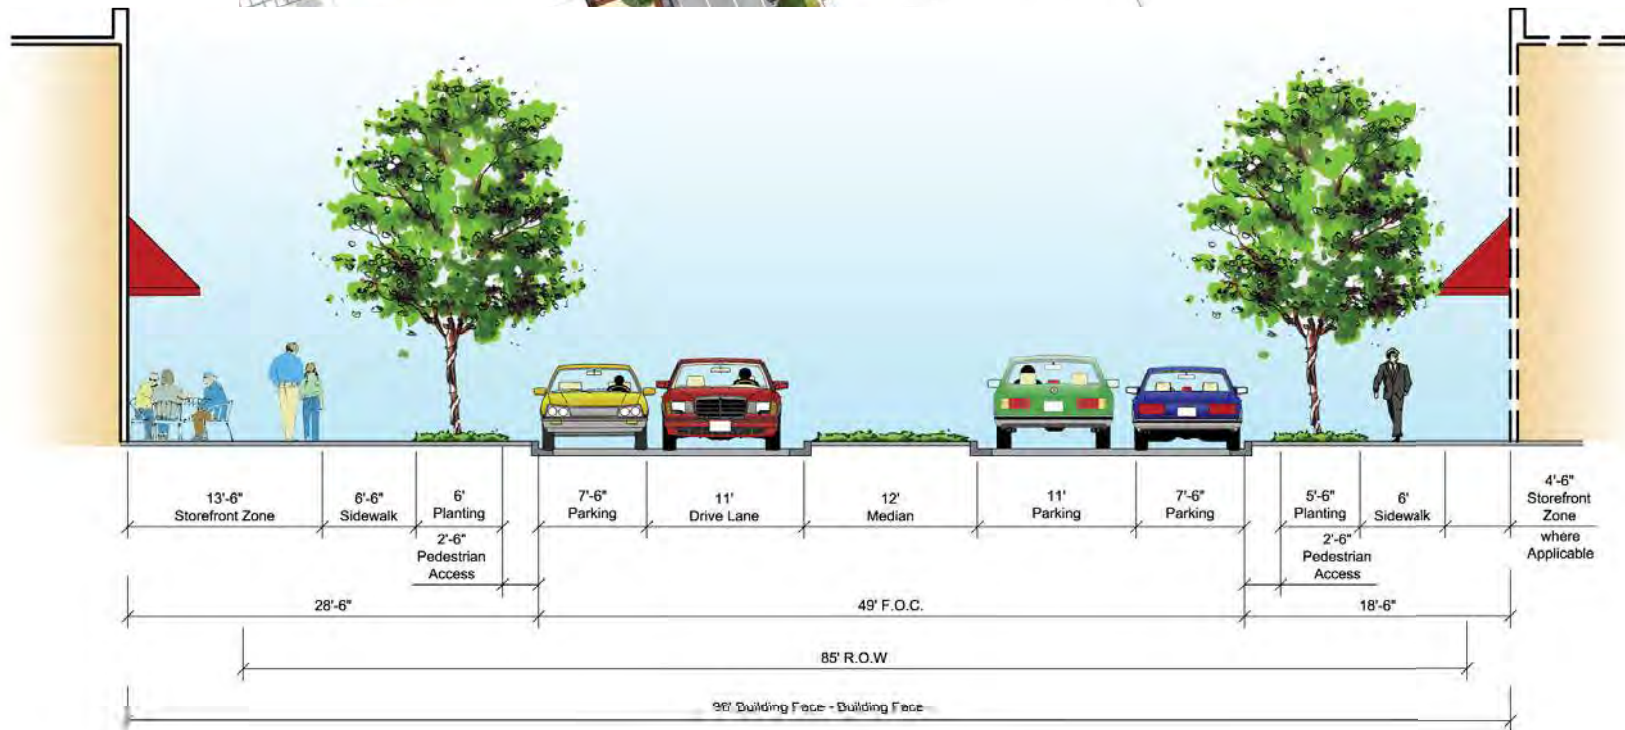 13'-6"
Storefront Zone
6'-6"
Sidewalk
6'
Planting
7'-6"
Parking
11'
Drive Lane
12'
Median
11'
Parking
7'-6"
Parking
5'-6"
Planting
6'
Sidewalk
4'-6"
Storefront
Zone
where
Applicable
2'-6"
Pedestrian
Access
2'-6"
Pedestrian
Access
28'-6"
49' F.O.C.
18'-6"
85' R.O.W
96' Building Face - Building Face